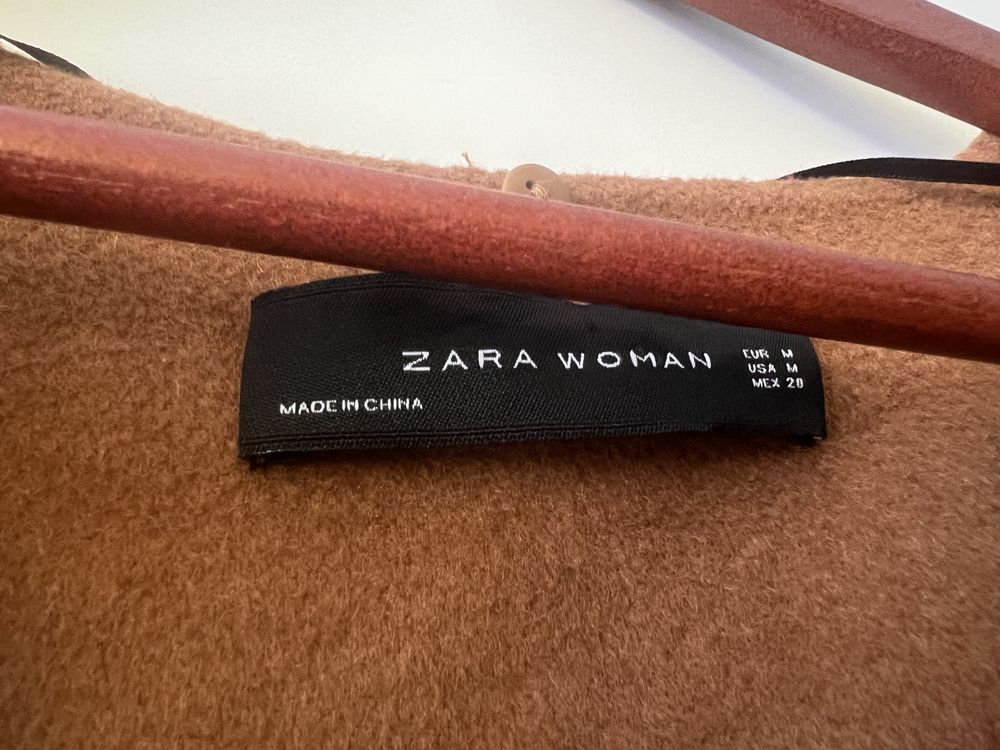 ZARA WOMAN
EUR M
USA M
MEX 28
MADE IN CHINA